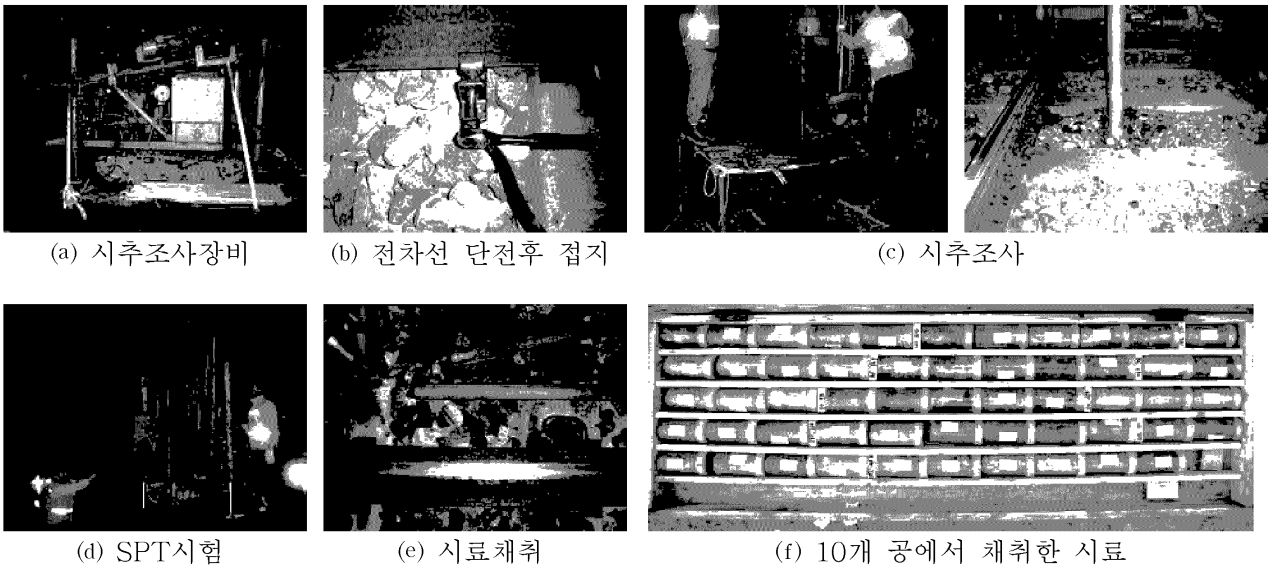 (a) 시추조사장비
(b) 전차선 단전후 접지
(c) 시추조사
(d) SPT시험
(e) 시료채취
(f) 10개 공에서 채취한 시료